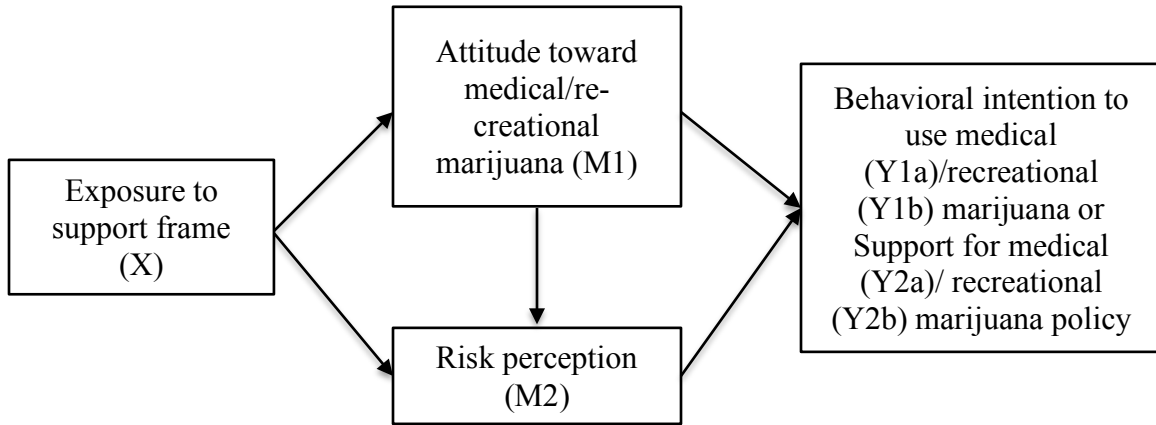 Exposure to
support frame
(X)
Attitude toward
medical/re-
creational
marijuana (M1)
Risk perception
(M2)
Behavioral intention to
use medical
(Y1a)/recreational
(Y1b) marijuana or
Support for medical
(Y2a)/ recreational
(Y2b) marijuana policy